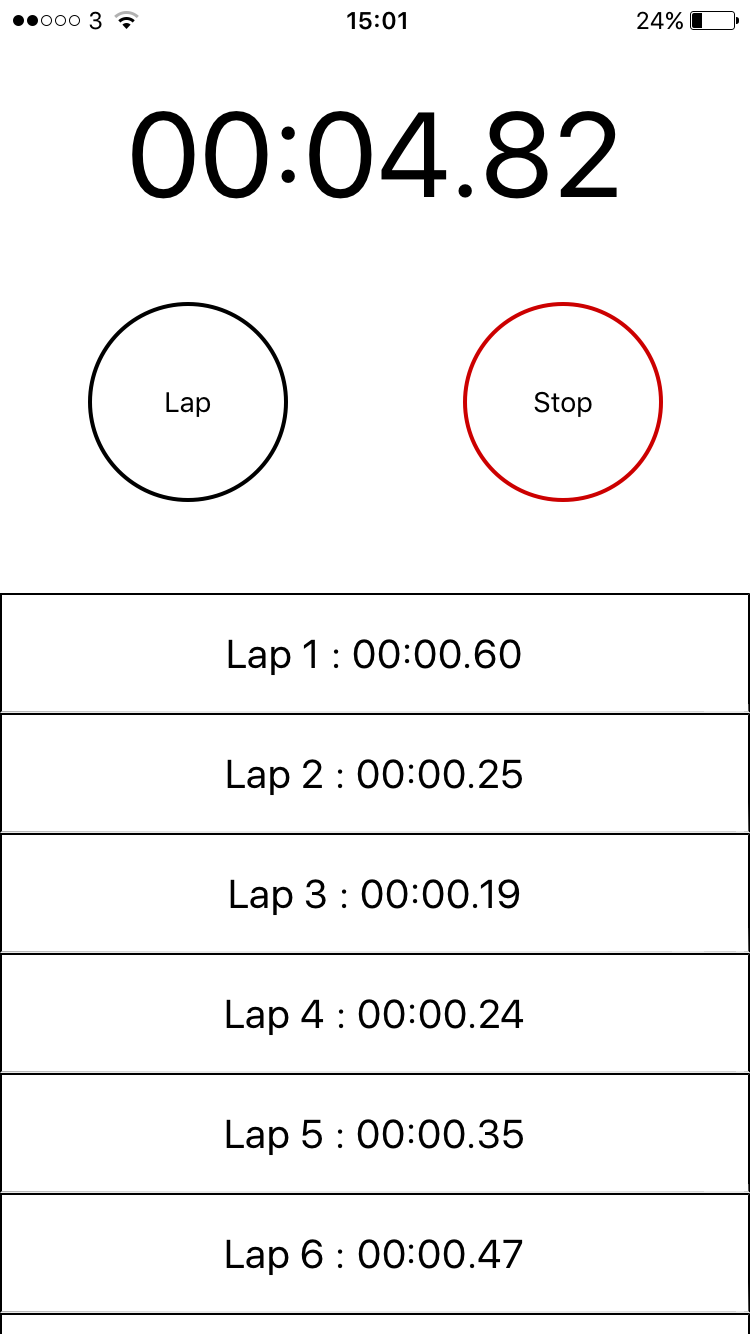 3 15:01 24%
00:04.82
Lap Stop
Lap 1 : 00:00.60
Lap 2 : 00:00.25
Lap 3 : 00:00.19
Lap 4 : 00:00.24
Lap 5 : 00:00.35
Lap 6 : 00:00.47